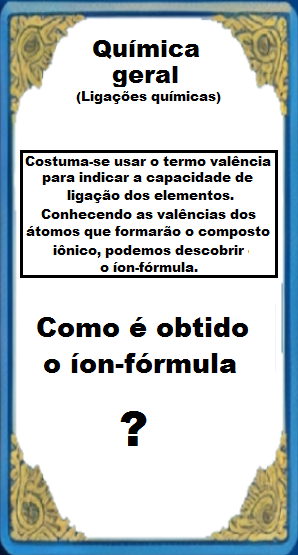 Química
geral
(Ligações químicas)
Costuma-se usar o termo valência
para indicar a capacidade de
ligação dos elementos.
Conhecendo as valências dos
átomos que formarão o composto
iônico, podemos descobrir
o íon-fórmula.
Como é obtido
o íon-fórmula
?